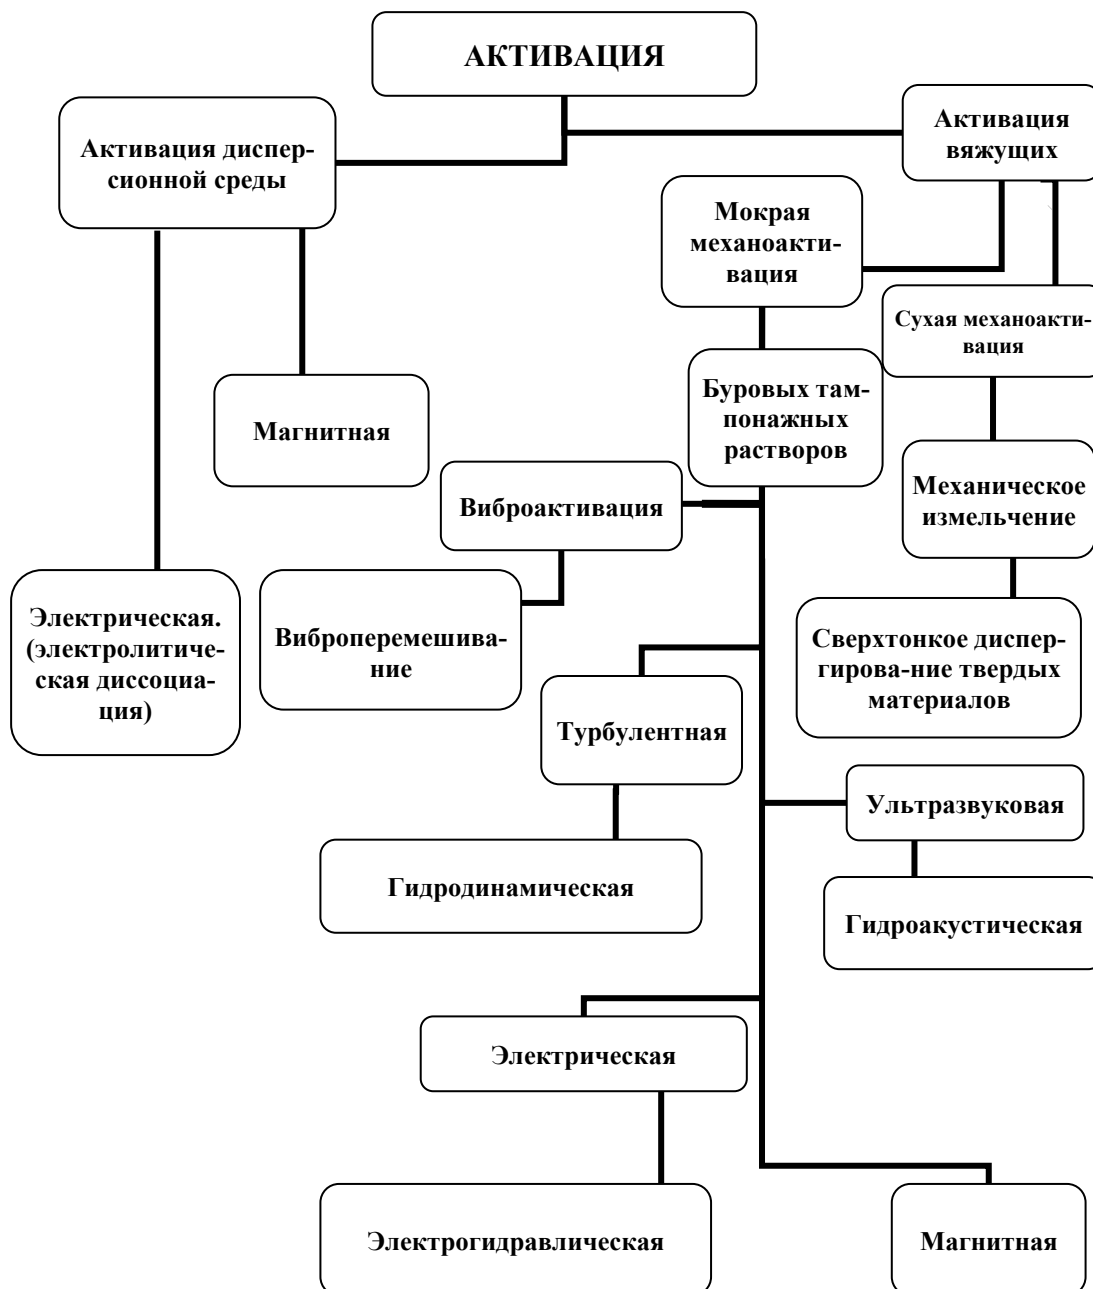 АКТИВАЦИЯ
Активация диспер-
сионной среды
Активация
вяжущих
Мокрая
механоакти-
вация
Сухая механоакти-
вация
Буровых там-
понажных
растворов
Магнитная
Виброактивация
Механическое
измельчение
Электрическая.
(электролитиче-
ская диссоциа-
ция)
Виброперемешива-
ние
Сверхтонкое диспер-
гирова-ние твердых
материалов
Турбулентная
Ультразвуковая
Гидродинамическая
Гидроакустическая
Электрическая
Электрогидравлическая
Магнитная